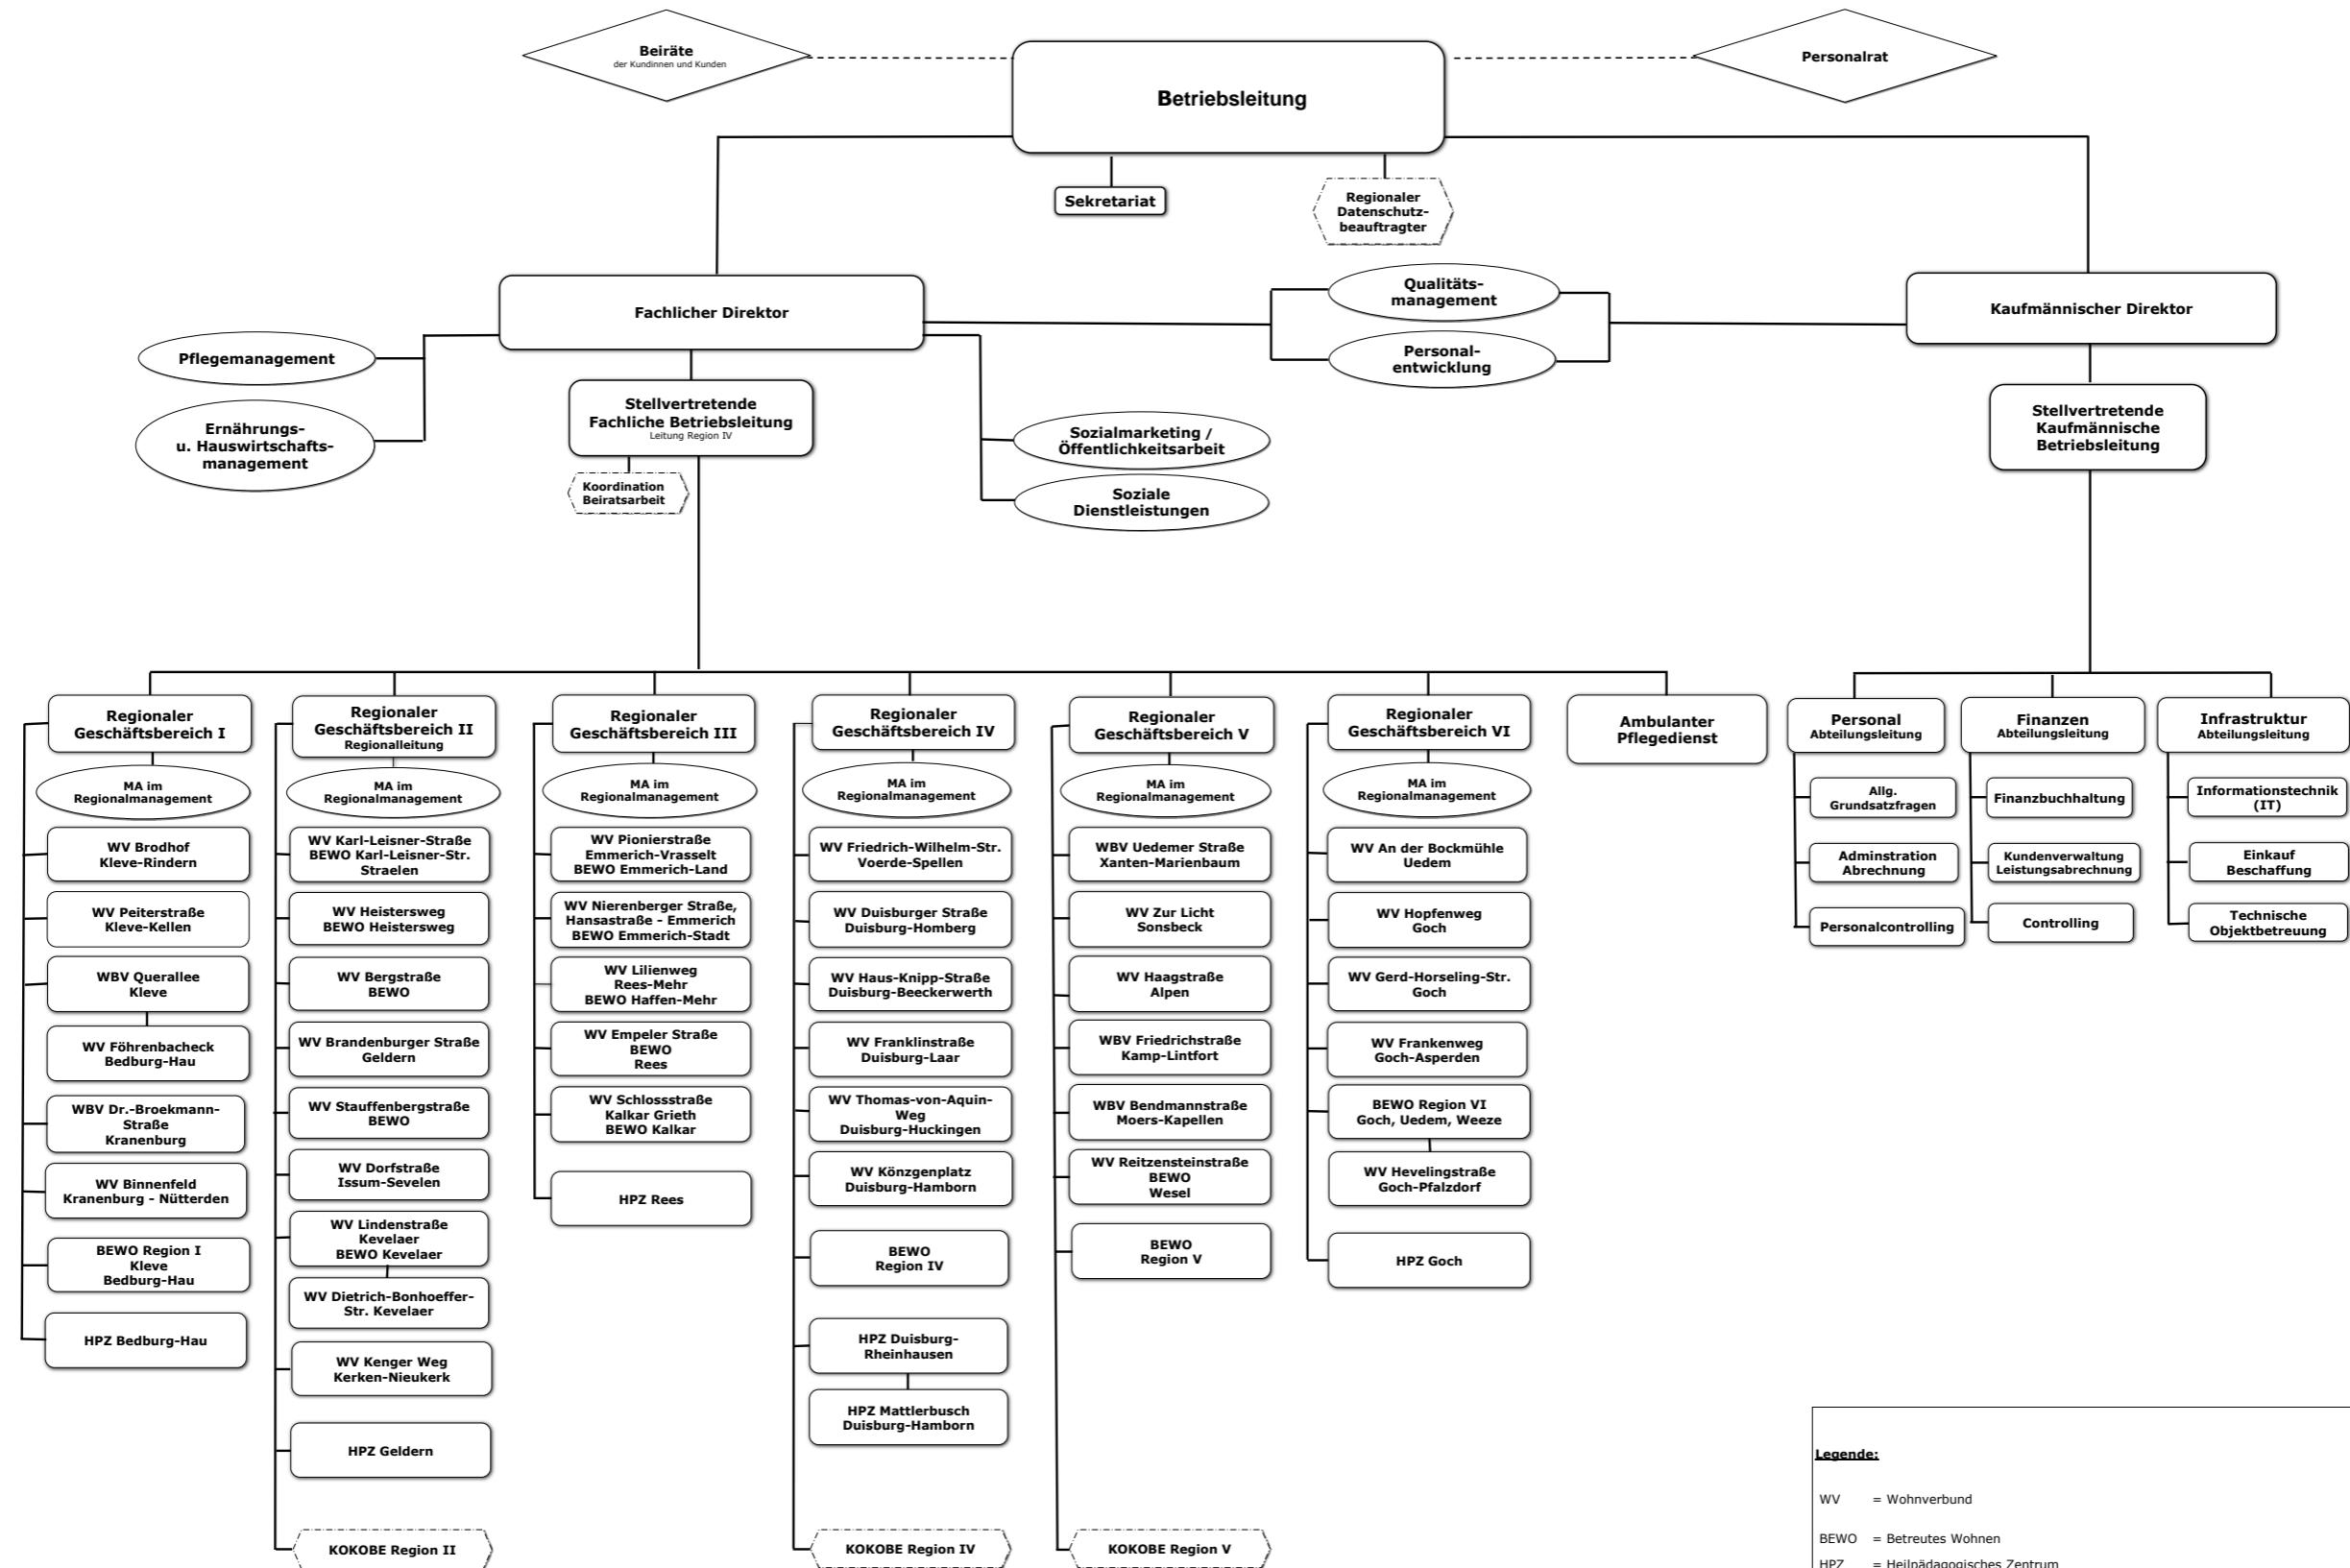 Beiräte
der Kundinnen und Kunden
Betriebsleitung
Personalrat
Sekretariat
Regionaler
Datenschutz-
beauftragter
Fachlicher Direktor
Qualitäts-
management
Personal-
entwicklung
Kaufmännischer Direktor
Pflegemanagement
Ernährungs-
u. Hauswirtschafts-
management
Stellvertretende
Fachliche Betriebsleitung
Leitung Region IV
Koordination
Beiratsarbeit
Sozialmarketing /
Öffentlichkeitsarbeit
Soziale
Dienstleistungen
Stellvertretende
Kaufmännische
Betriebsleitung
Regionaler
Geschäftsbereich I
MA im
Regionalmanagement
WV Brodhof
Kleve-Rindern
WV Peiterstraße
Kleve-Kellen
WBV Querallee
Kleve
WV Föhrenbacheck
Bedburg-Hau
WBV Dr.-Broekmann-
Straße
Kranenburg
WV Binnenfeld
Kranenburg - Nütterden
BEWO Region I
Kleve
Bedburg-Hau
HPZ Bedburg-Hau
Regionaler
Geschäftsbereich II
Regionalleitung
MA im
Regionalmanagement
WV Karl-Leisner-Straße
BEWO Karl-Leisner-Str.
Straelen
WV Heistersweg
BEWO Heistersweg
WV Bergstraße
BEWO
WV Brandenburger Straße
Geldern
WV Stauffenbergstraße
BEWO
WV Dorfstraße
Issum-Sevelen
WV Lindenstraße
Kevelaer
BEWO Kevelaer
WV Dietrich-Bonhoeffer-
Str. Kevelaer
WV Kenger Weg
Kerken-Nieukerk
HPZ Geldern
KOKOBE Region II
Regionaler
Geschäftsbereich III
MA im
Regionalmanagement
WV Pionierstraße
Emmerich-Vrasselt
BEWO Emmerich-Land
WV Nierenberger Straße,
Hansastraße - Emmerich
BEWO Emmerich-Stadt
WV Lilienweg
Rees-Mehr
BEWO Haffen-Mehr
WV Empeler Straße
BEWO
Rees
WV Schlossstraße
Kalkar Grieth
BEWO Kalkar
HPZ Rees
Regionaler
Geschäftsbereich IV
MA im
Regionalmanagement
WV Friedrich-Wilhelm-Str.
Voerde-Spellen
WV Duisburger Straße
Duisburg-Homberg
WV Haus-Knipp-Straße
Duisburg-Beeckerwerth
WV Franklinstraße
Duisburg-Laar
WV Thomas-von-Aquin-
Weg
Duisburg-Huckingen
WV Könzgenplatz
Duisburg-Hamborn
BEWO
Region IV
HPZ Duisburg-
Rheinhausen
HPZ Mattlerbusch
Duisburg-Hamborn
KOKOBE Region IV
Regionaler
Geschäftsbereich V
MA im
Regionalmanagement
WBV Uedemer Straße
Xanten-Marienbaum
WV Zur Licht
Sonsbeck
WV Haagstraße
Alpen
WBV Friedrichstraße
Kamp-Lintfort
WBV Bendmannstraße
Moers-Kapellen
WV Reitzensteinstraße
BEWO
Wesel
BEWO
Region V
KOKOBE Region V
Regionaler
Geschäftsbereich VI
MA im
Regionalmanagement
WV An der Bockmühle
Uedem
WV Hopfenweg
Goch
WV Gerd-Horseling-Str.
Goch
WV Frankenweg
Goch-Asperden
BEWO Region VI
Goch, Uedem, Weeze
WV Hevelingstraße
Goch-Pfalzdorf
HPZ Goch
Ambulanter
Pflegedienst
Personal
Abteilungsleitung
Allg.
Grundsatzfragen
Adminstration
Abrechnung
Personalcontrolling
Finanzen
Abteilungsleitung
Finanzbuchhaltung
Kundenverwaltung
Leistungsabrechnung
Controlling
Infrastruktur
Abteilungsleitung
Informationstechnik
(IT)
Einkauf
Beschaffung
Technische
Objektbetreuung
Legende:
WV = Wohnverbund
BEWO = Betreutes Wohnen
HPZ = Heilpädagogisches Zentrum